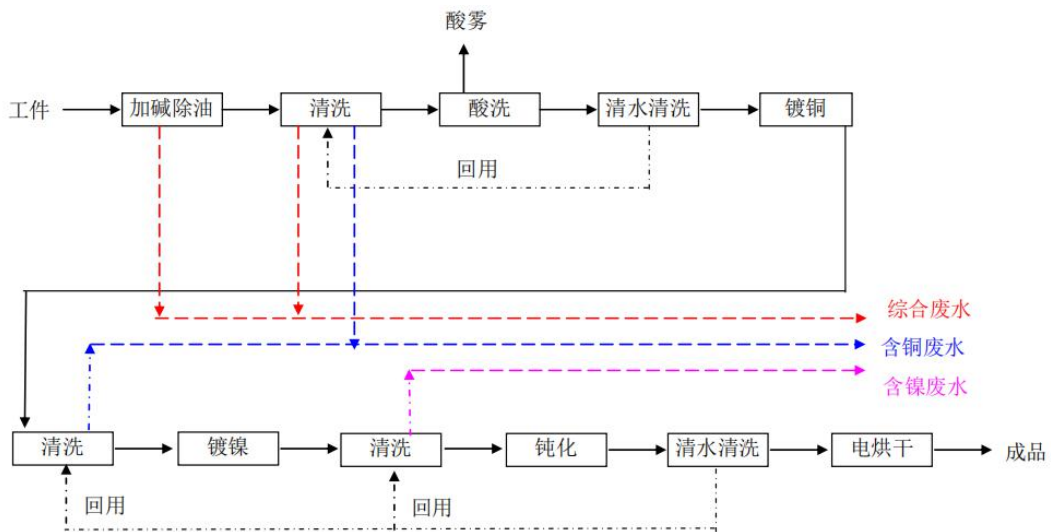 酸雾
工件
加碱除油
清洗
酸洗
清水清洗
镀铜
回用
综合废水
含铜废水
含镍废水
清洗
镀镍
清洗
钝化
清水清洗
电烘干
成品
回用
回用